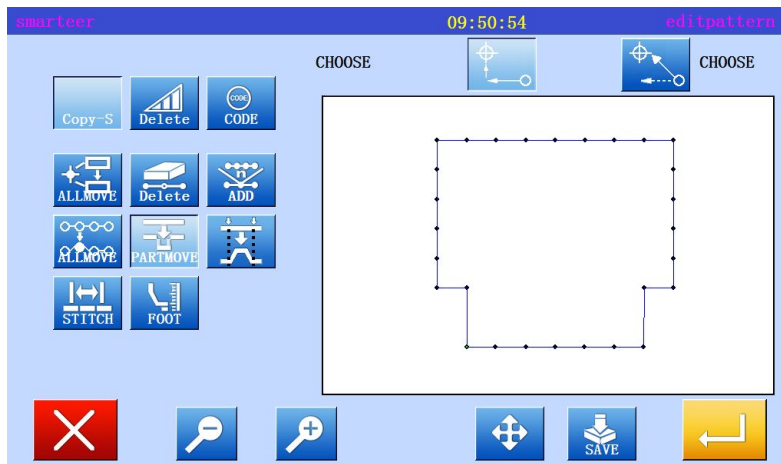 smarteer 09:50:54 editpattern
CHOOSE CHOOSE
Copy-S Delete CODE CODE
ALLMOVE Delete n ADD
ALLMOVE PARTMOVE
STITCH FOOT
SAVE